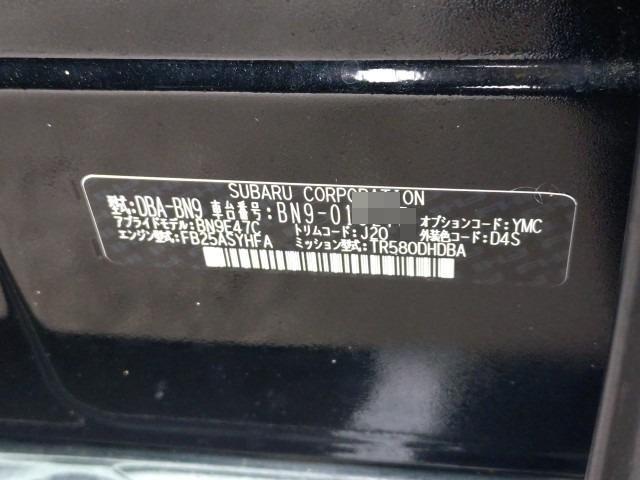 SUBARU CORPORATION
型式:DBA-BN9 車台番号:BN9-01
アプライドモデル:BN9E47C トリムコード:J20 オプションコード:YMC
エンジン型式:FB25ASYHFA ミッション型式:TR580DHDBA 外装色コード:D4S